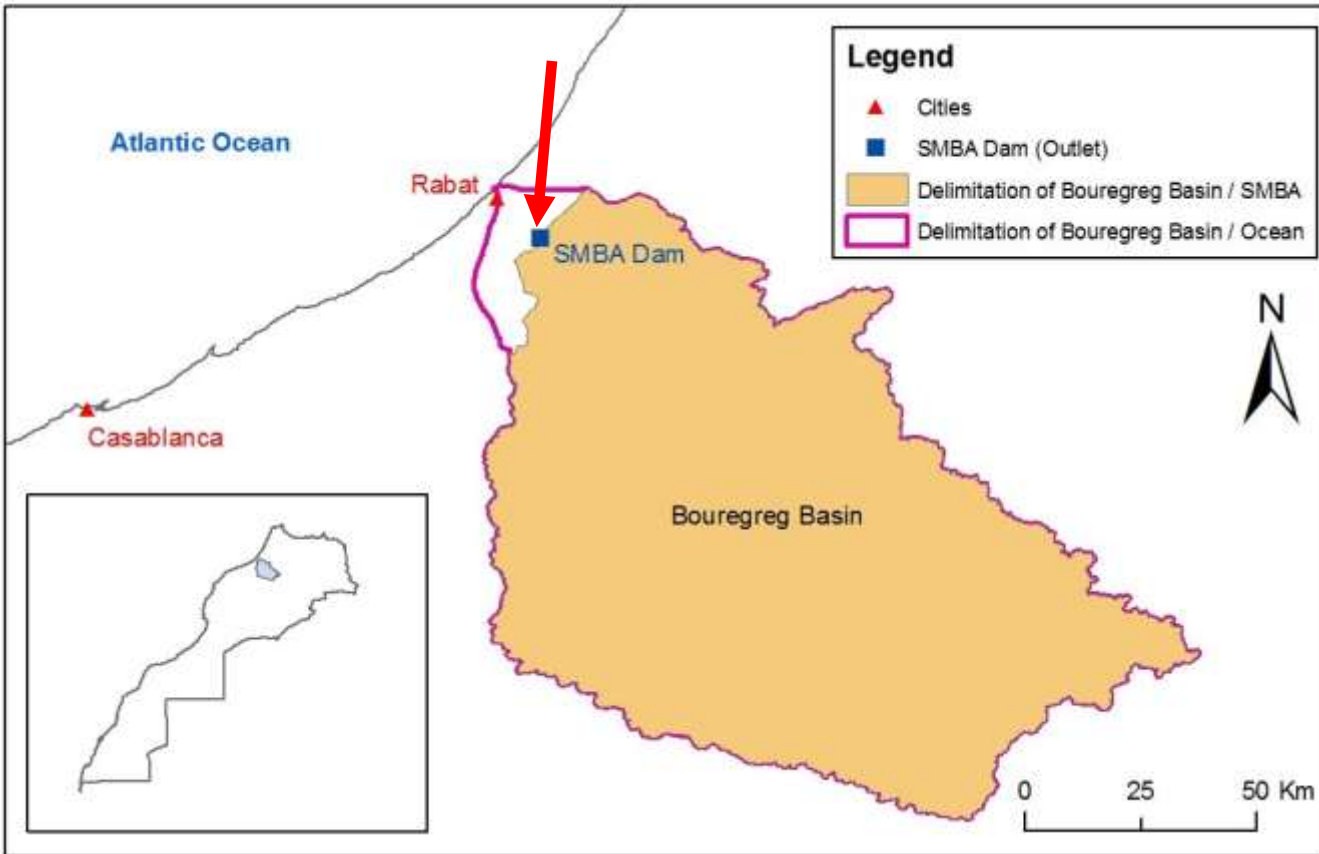 Legend
Cities
SMBA Dam (Outlet)
Delimitation of Bouregreg Basin / SMBA
Delimitation of Bouregreg Basin / Ocean
Atlantic Ocean
Rabat
SMBA Dam
N
Casablanca
Bouregreg Basin
0 25 50 Km